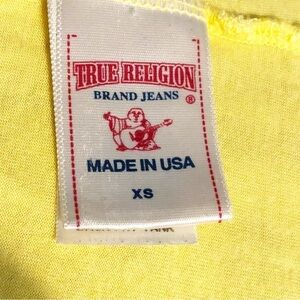 TRUE RELIGION
BRAND JEANS ®
MADE IN USA
XS